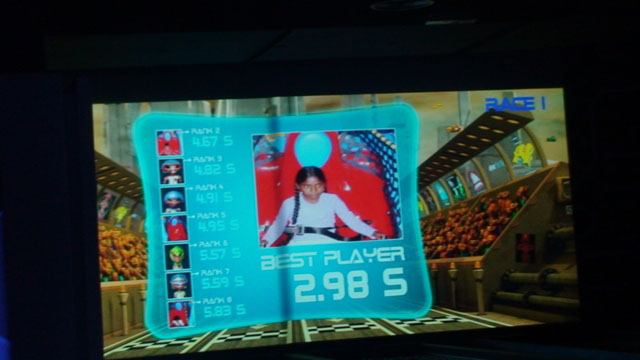 RACE 1
RANK 2
4.67 S
RANK 3
4.82 S
RANK 4
4.91 S
RANK 5
4.95 S
RANK 6
5.57 S
RANK 7
5.59 S
RANK 8
5.83 S
BEST PLAYER
2.98 S